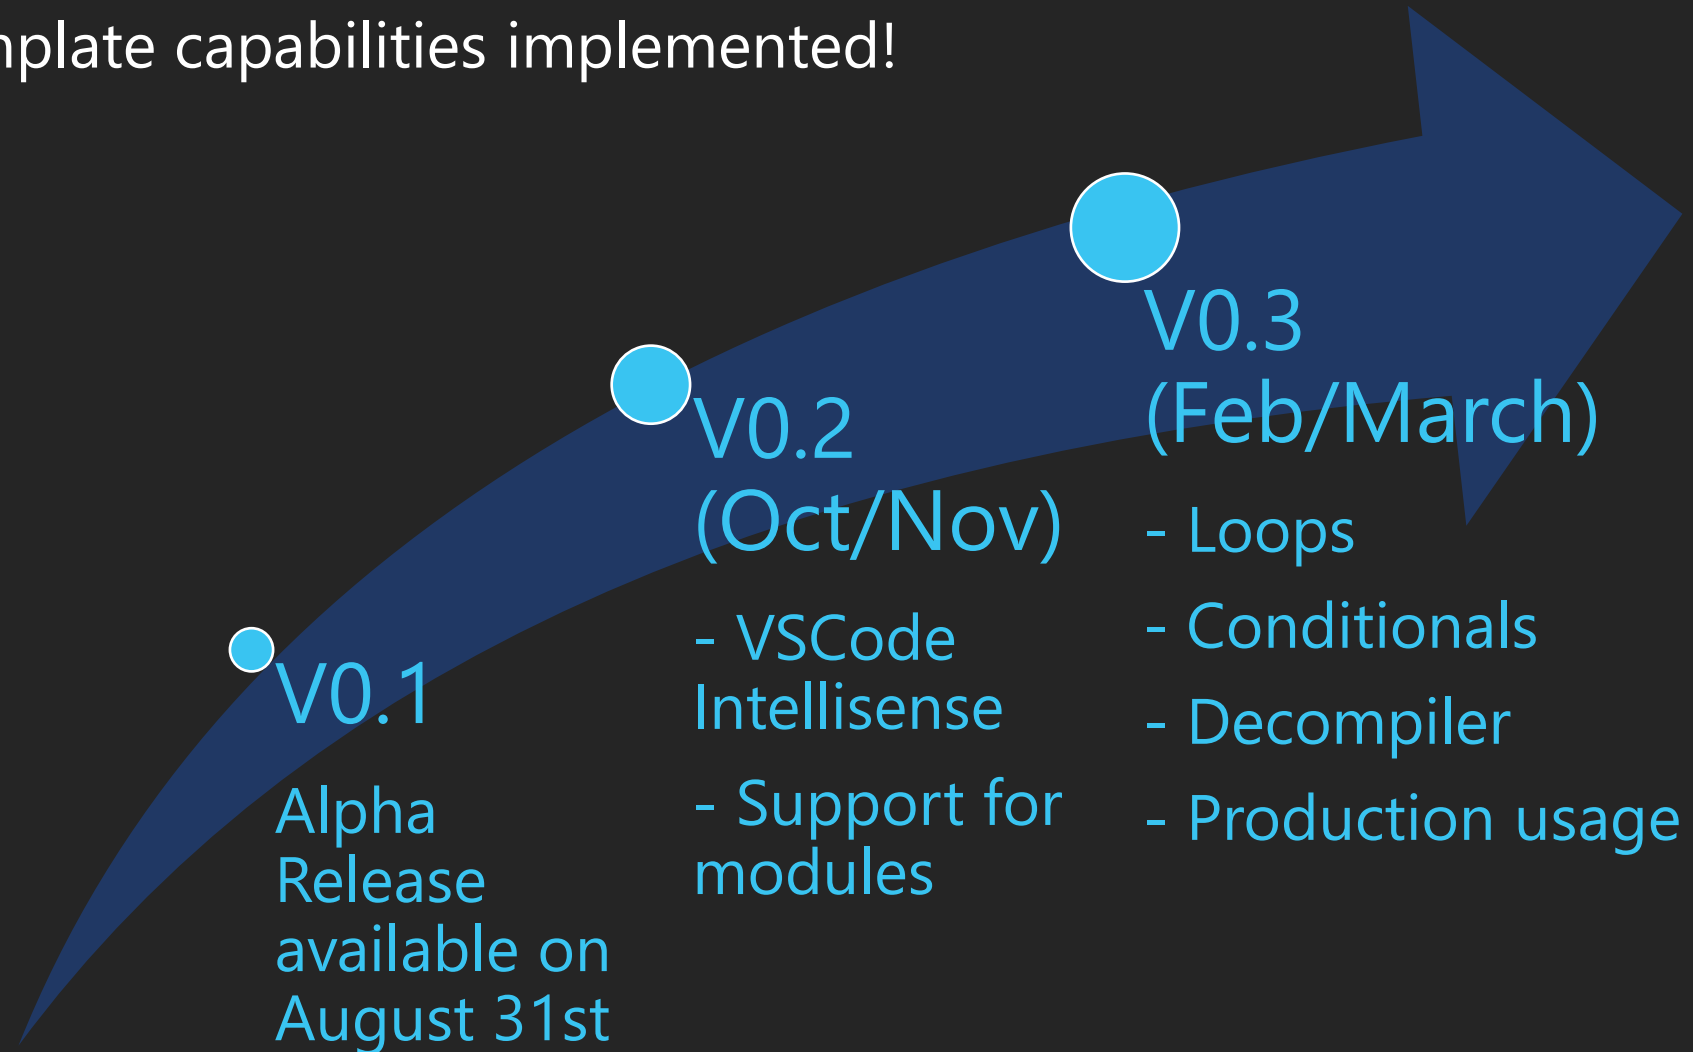 capabilities implemented!
V0.1
Alpha
Release
available on
August 31st
V0.2
(Oct/Nov)
- VSCode
Intellisense
- Support for
modules
V0.3
(Feb/March)
- Loops
- Conditionals
- Decompiler
- Production usage